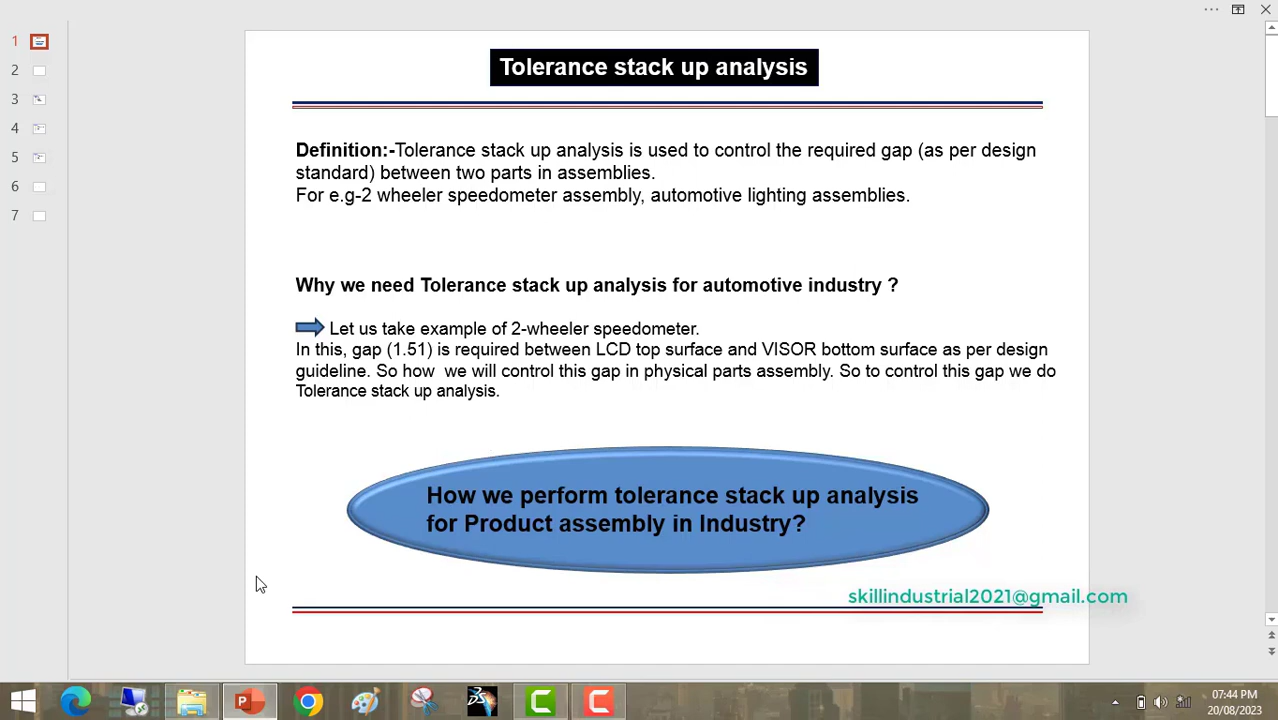 Tolerance stack up analysis
1
2
3
4
5
6
7
Definition:-Tolerance stack up analysis is used to control the required gap (as per design
standard) between two parts in assemblies.
For e.g-2 wheeler speedometer assembly, automotive lighting assemblies.
Why we need Tolerance stack up analysis for automotive industry ?
Let us take example of 2-wheeler speedometer.
In this, gap (1.51) is required between LCD top surface and VISOR bottom surface as per design
guideline. So how we will control this gap in physical parts assembly. So to control this gap we do
Tolerance stack up analysis.
How we perform tolerance stack up analysis
for Product assembly in Industry?
skillindustrial2021@gmail.com
07:44 PM
20/08/2023